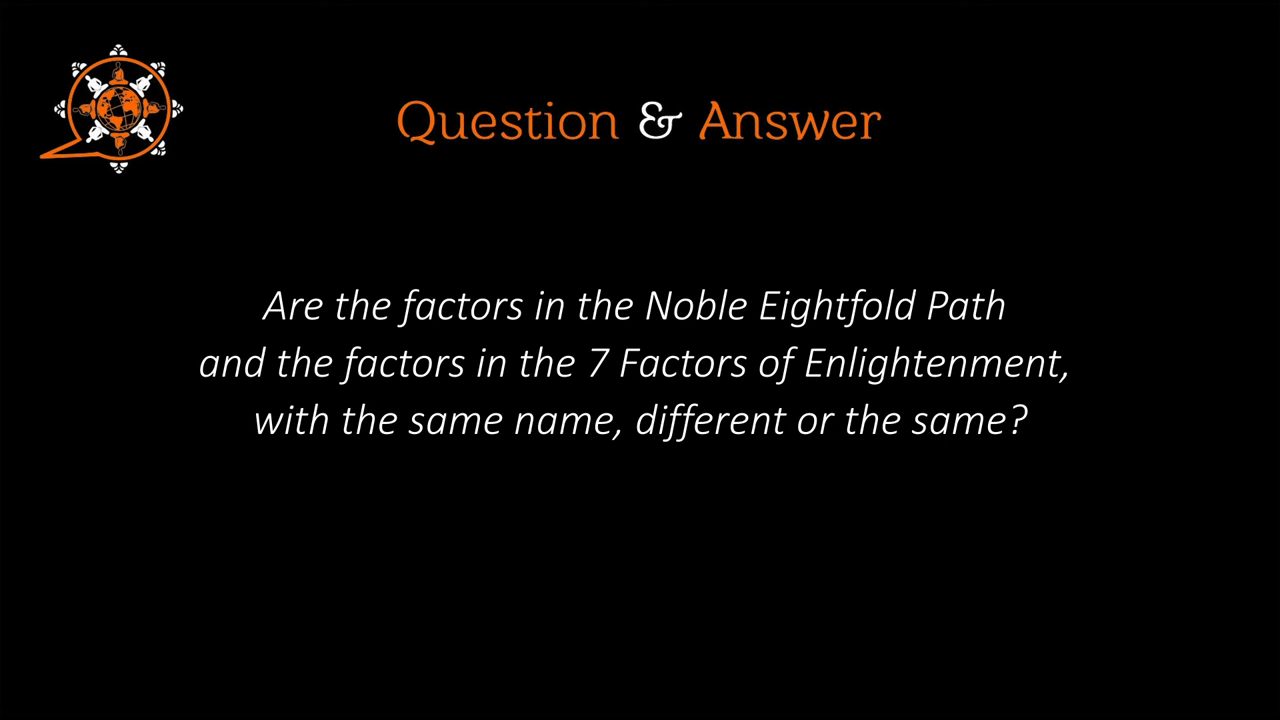 Question & Answer
Are the factors in the Noble Eightfold Path
and the factors in the 7 Factors of Enlightenment,
with the same name, different or the same?